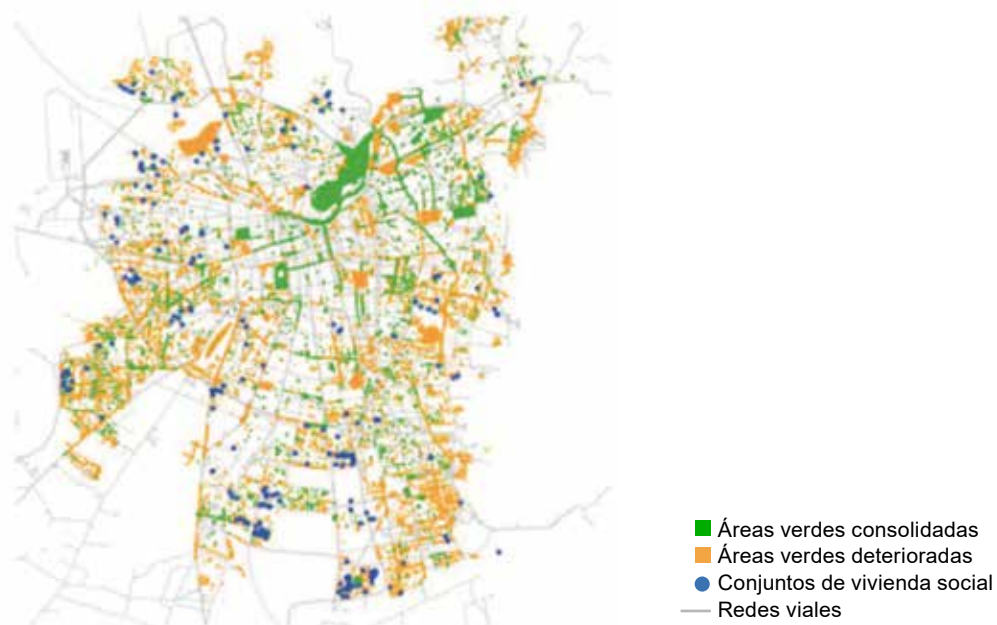 Áreas verdes consolidadas
Áreas verdes deterioradas
Conjuntos de vivienda social
Redes viales